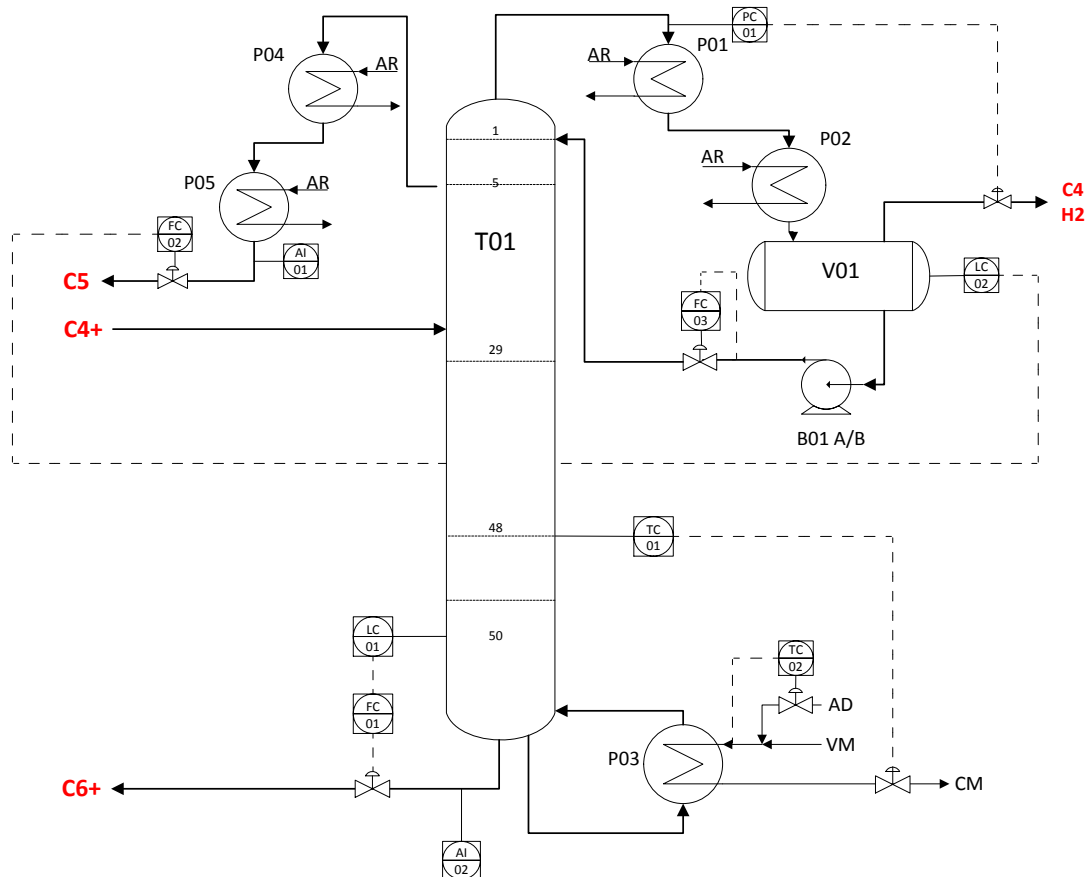 PC
01
P01
P04
AR
AR
1
P02
AR
5
P05
AR
C4
H2
FC
02
T01
AI
01
V01
LC
02
C5
FC
03
C4+
29
B01 A/B
48
TC
01
LC
01
50
TC
02
FC
01
AD
VM
P03
C6+
CM
AI
02